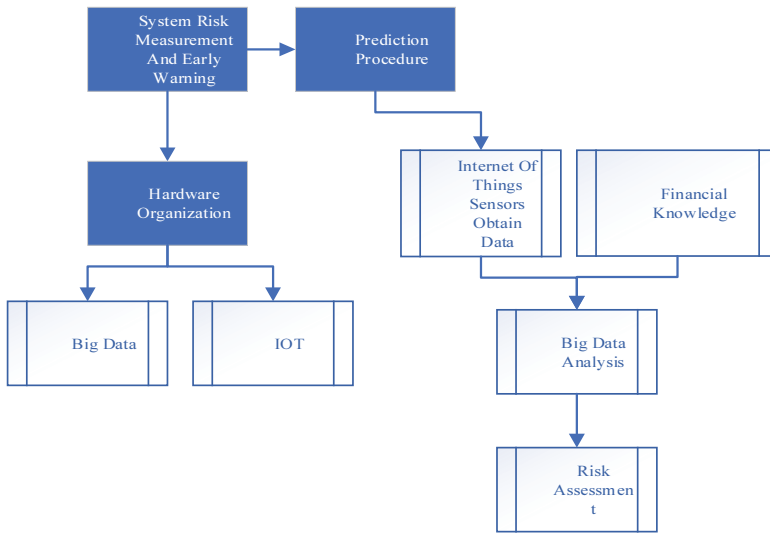 System Risk
Measurement
And Early
Warning
Prediction
Procedure
Hardware
Organization
Internet Of
Things
Sensors
Obtain
Data
Financial
Knowledge
Big Data
IOT
Big Data
Analysis
Risk
Assessmen
t